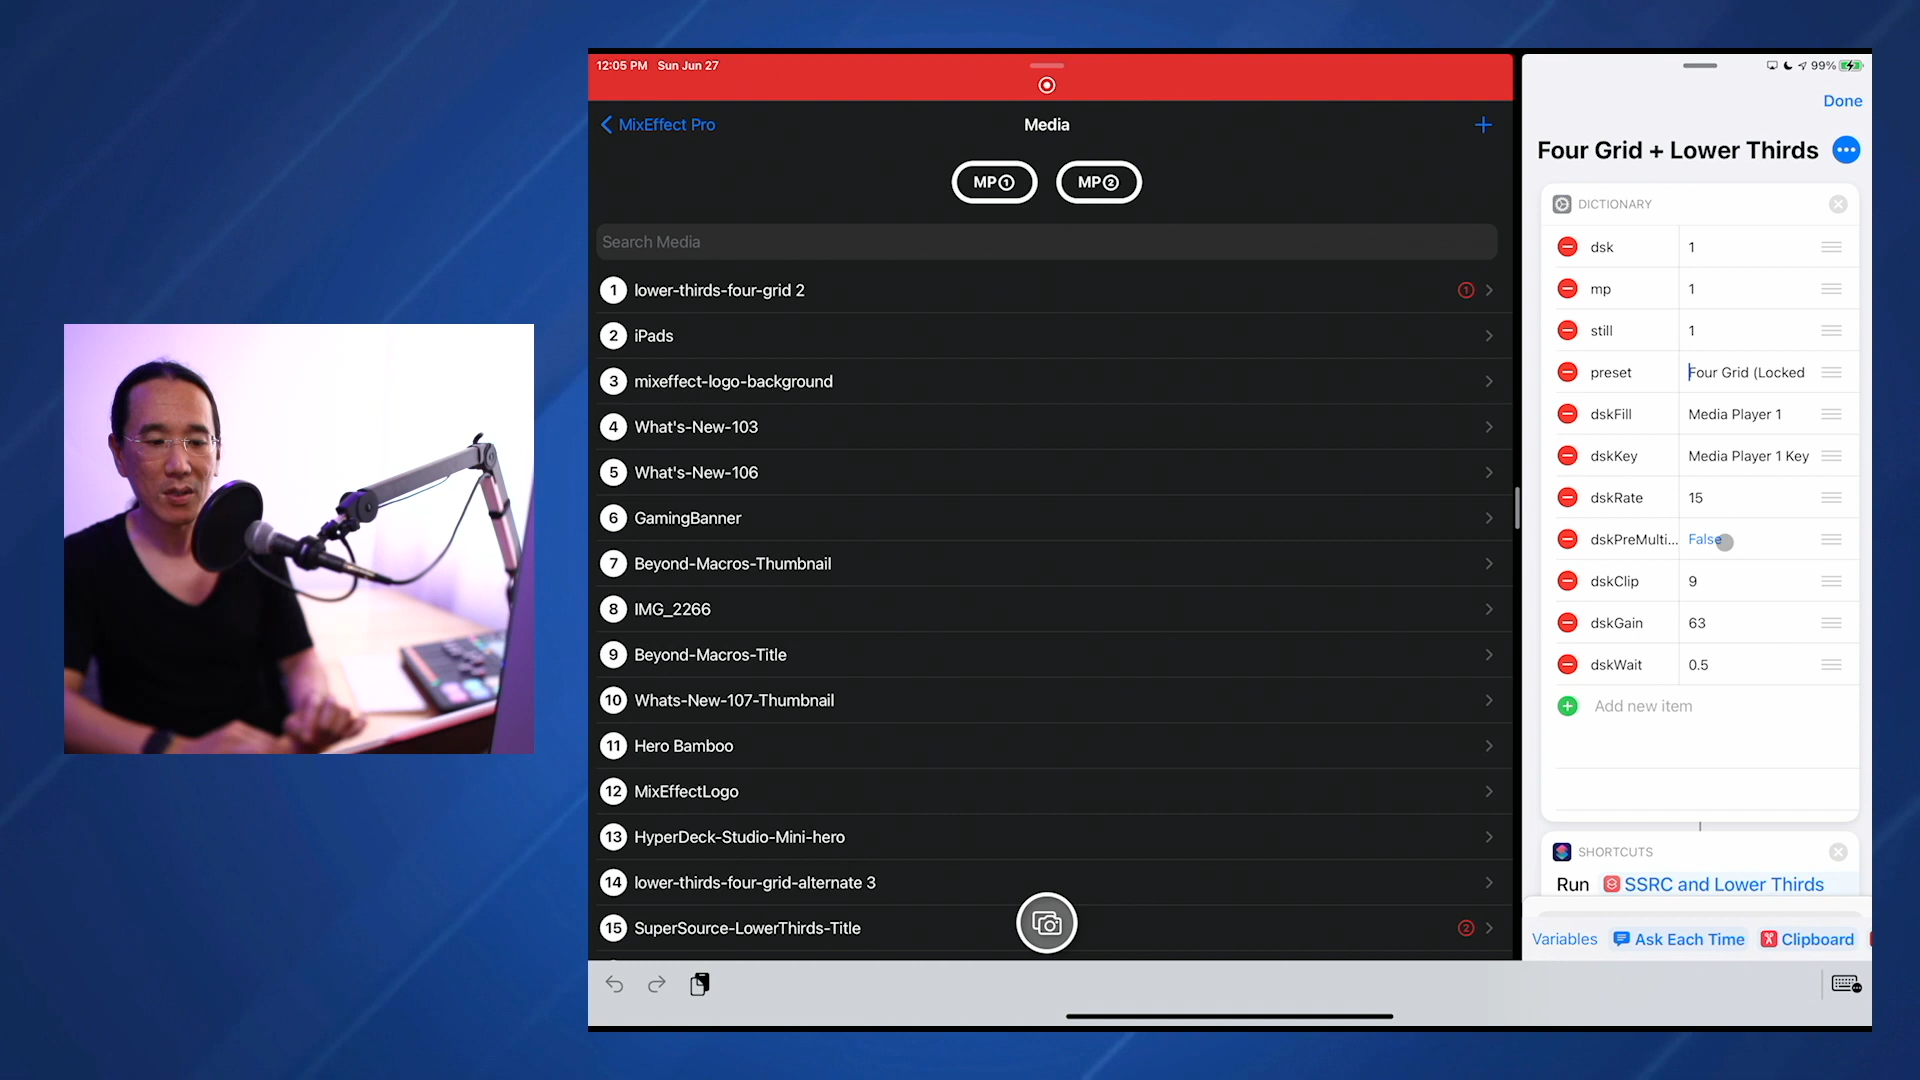 12:05 PM Sun Jun 27
MixEffect Pro
Media
MP1
MP2
Search Media
1 lower-thirds-four-grid 2 1
2 iPads
3 mixeffect-logo-background
4 What's-New-103
5 What's-New-106
6 GamingBanner
7 Beyond-Macros-Thumbnail
8 IMG_2266
9 Beyond-Macros-Title
10 Whats-New-107-Thumbnail
11 Hero Bamboo
12 MixEffectLogo
13 HyperDeck-Studio-Mini-hero
14 lower-thirds-four-grid-alternate 3
15 SuperSource-LowerThirds-Title 2
99%
Done
Four Grid + Lower Thirds
DICTIONARY
dsk 1
mp 1
still 1
preset Four Grid (Locked
dskFill Media Player 1
dskKey Media Player 1 Key
dskRate 15
dskPreMulti... False
dskClip 9
dskGain 63
dskWait 0.5
Add new item
SHORTCUTS
Run SSRC and Lower Thirds
Variables Ask Each Time Clipboard